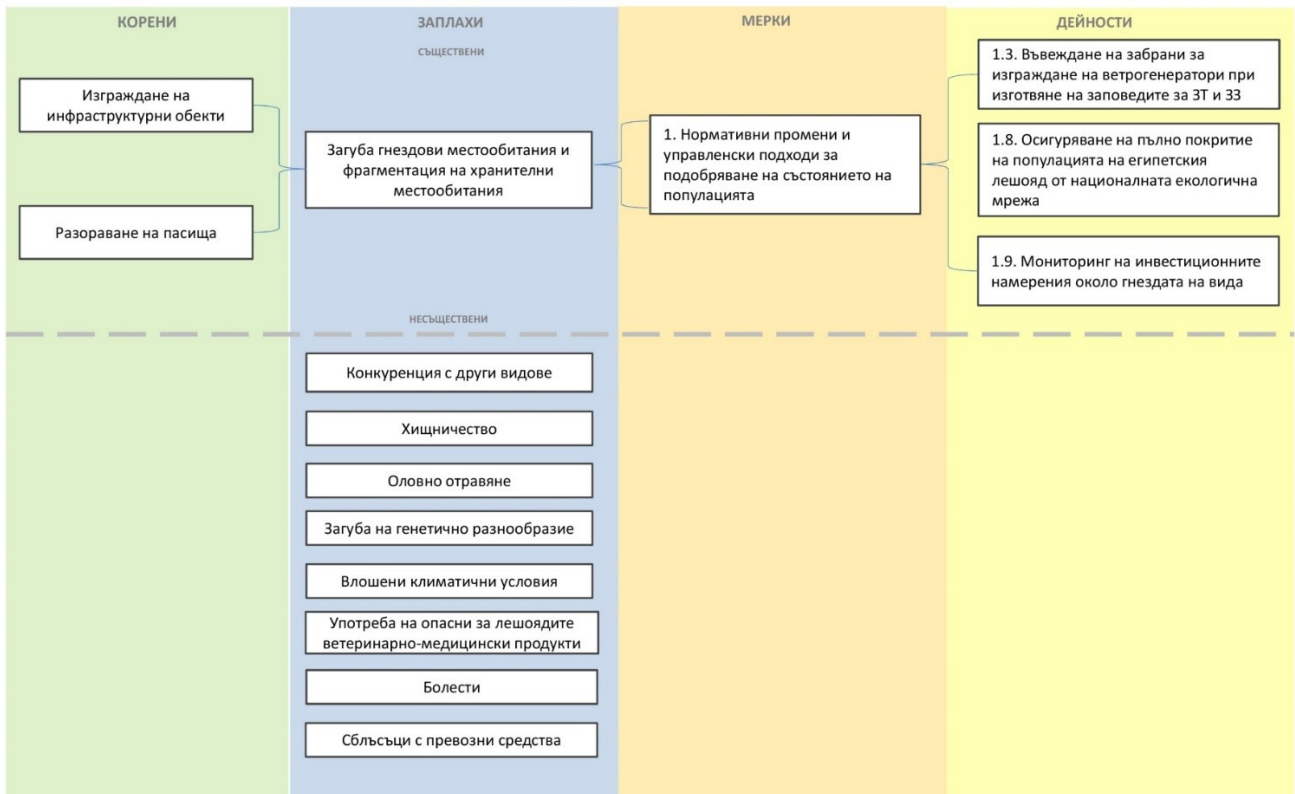 КОРЕНИ
ЗАПЛАХИ
МЕРКИ
ДЕЙНОСТИ
СЪЩЕСТВЕНИ
Изграждане на
инфраструктурни обекти
Разораване на пасища
Загуба гнездови местообитания и
фрагментация на хранителни
местообитания
1. Нормативни промени и
управленски подходи за
подобряване на състоянието на
популацията
1.3. Въвеждане на забрани за
изграждане на ветрогенератори при
изготвяне на заповедите за ЗТ и ЗЗ
1.8. Осигуряване на пълно покритие
на популацията на египетския
лешояд от националната екологична
мрежа
1.9. Мониторинг на инвестиционните
намерения около гнездата на вида
НЕСЪЩЕСТВЕНИ
Конкуренция с други видове
Хищничество
Оловно отравяне
Загуба на генетично разнообразие
Влошени климатични условия
Употреба на опасни за лешоядите
ветеринарно-медицински продукти
Болести
Сблъсъци с превозни средства